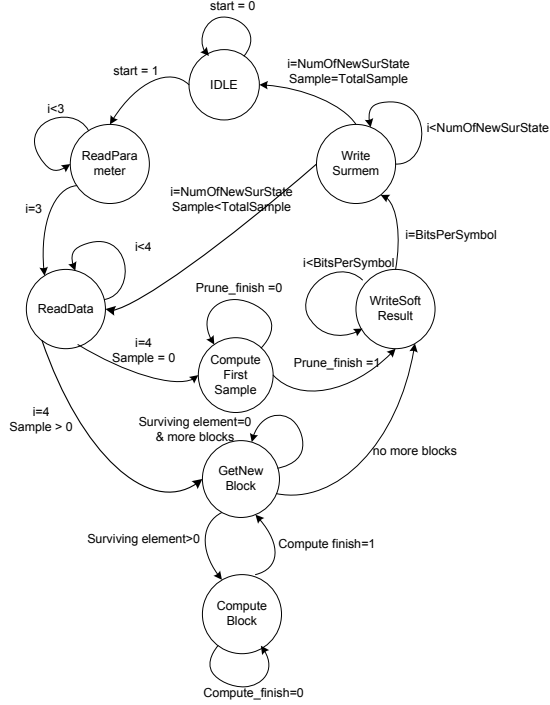 start = 0
IDLE
start = 1
i=NumOfNewSurState
Sample=TotalSample
i<3
ReadPara
meter
Write
Surmem
i<NumOfNewSurState
i=NumOfNewSurState
Sample<TotalSample
i=3
i<4
i=BitsPerSymbol
i<BitsPerSymbol
ReadData
WriteSoft
Result
Prune_finish =0
i=4
Sample = 0
Compute
First
Sample
Prune_finish =1
i=4
Sample > 0
Surviving element=0
& more blocks
no more blocks
GetNew
Block
Surviving element>0
Compute finish=1
Compute
Block
Compute_finish=0